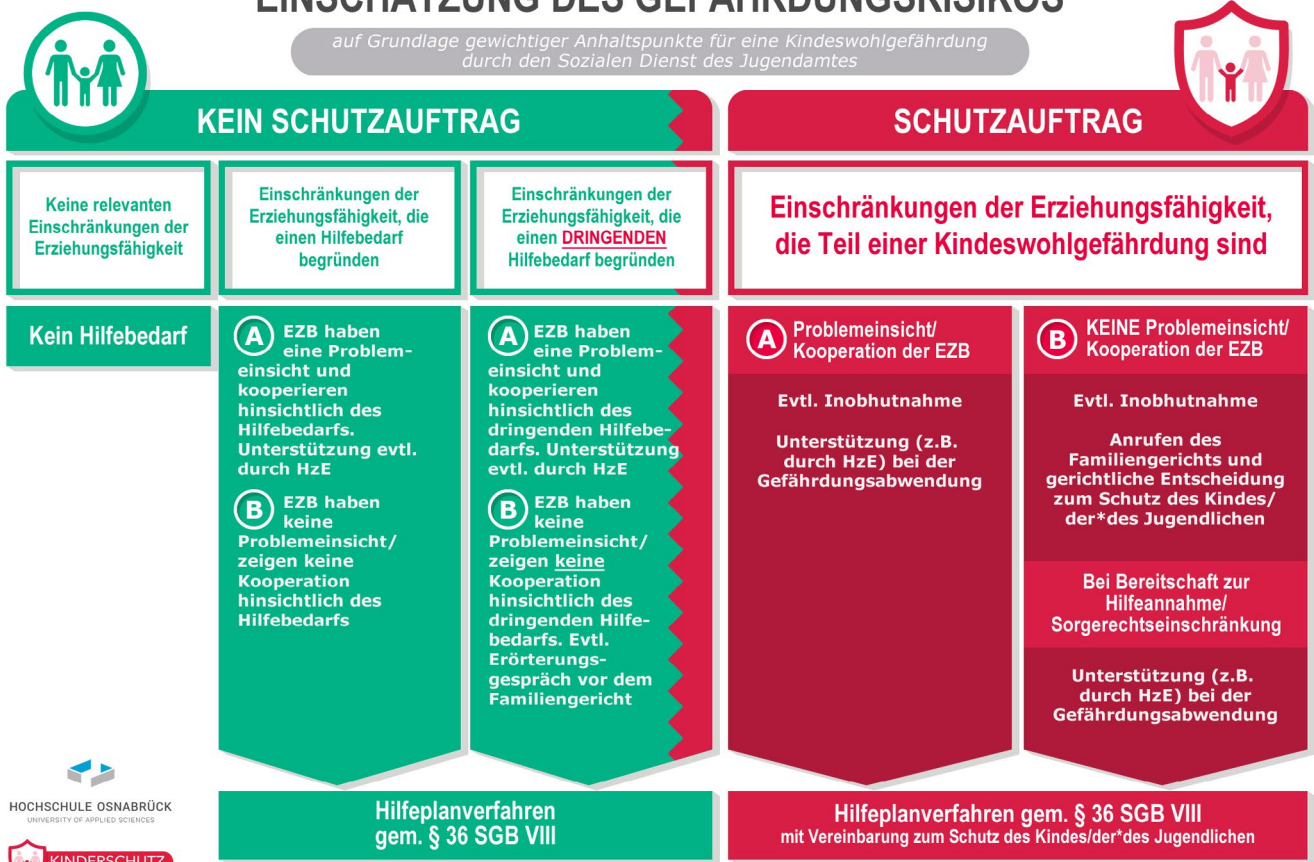 EINSCHÄTZUNG DES GEFÄHRDUNGSRISIKOS
auf Grundlage gewichtiger Anhaltspunkte für eine Kindeswohlgefährdung
durch den Sozialen Dienst des Jugendamtes
KEIN SCHUTZAUFTRAG
SCHUTZAUFTRAG
Keine relevanten
Einschränkungen der
Erziehungsfähigkeit
Einschränkungen der
Erziehungsfähigkeit, die
einen Hilfebedarf
begründen
Einschränkungen der
Erziehungsfähigkeit, die
einen DRINGENDEN
Hilfebedarf begründen
Einschränkungen der Erziehungsfähigkeit,
die Teil einer Kindeswohlgefährdung sind
Kein Hilfebedarf
A EZB haben
eine Problem-
einsicht und
kooperieren
hinsichtlich des
Hilfebedarfs.
Unterstützung evtl.
durch HzE
B EZB haben
keine
Problemeinsicht/
zeigen keine
Kooperation
hinsichtlich des
Hilfebedarfs
A EZB haben
eine Problem-
einsicht und
kooperieren
hinsichtlich des
dringenden Hilfebe-
darfs. Unterstützung
evtl. durch HzE
B EZB haben
keine
Problemeinsicht/
zeigen keine
Kooperation
hinsichtlich des
dringenden Hilfe-
bedarfs. Evtl.
Erörterungs-
gespräch vor dem
Familiengericht
A Problemeinsicht/
Kooperation der EZB
Evtl. Inobhutnahme
Unterstützung (z.B.
durch HzE) bei der
Gefährdungsabwendung
B KEINE Problemeinsicht/
Kooperation der EZB
Evtl. Inobhutnahme
Anrufen des
Familiengerichts und
gerichtliche Entscheidung
zum Schutz des Kindes/
der*des Jugendlichen
Bei Bereitschaft zur
Hilfeannahme/
Sorgerechtseinschränkung
Unterstützung (z.B.
durch HzE) bei der
Gefährdungsabwendung
HOCHSCHULE OSNABRÜCK
UNIVERSITY OF APPLIED SCIENCES
KINDERSCHUTZ
Hilfeplanverfahren
gem. § 36 SGB VIII
Hilfeplanverfahren gem. § 36 SGB VIII
mit Vereinbarung zum Schutz des Kindes/der*des Jugendlichen